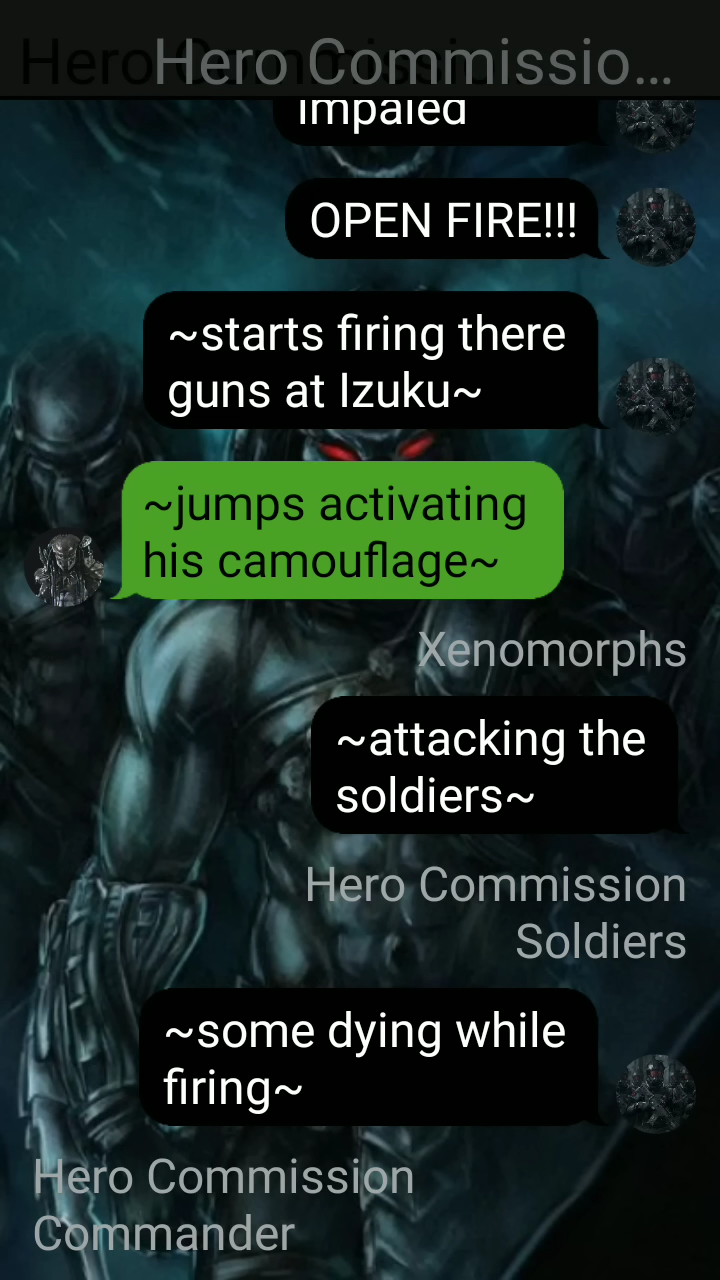 Hero Commissio…
impaled
OPEN FIRE!!!
~starts firing there
guns at Izuku~
~jumps activating
his camouflage~
Xenomorphs
~attacking the
soldiers~
Hero Commission
Soldiers
~some dying while
firing~
Hero Commission
Commander